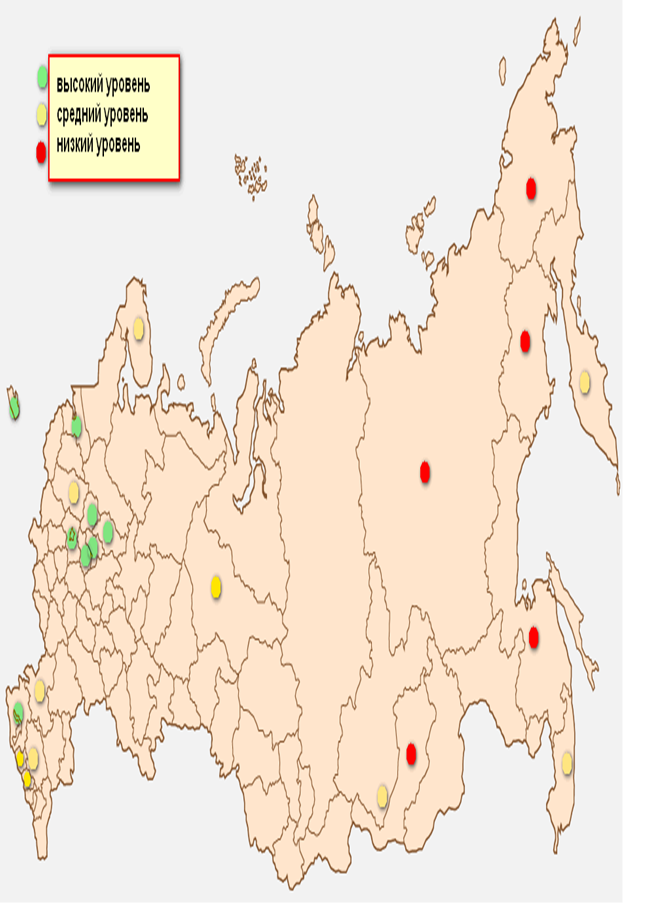 высокий уровень
средний уровень
низкий уровень